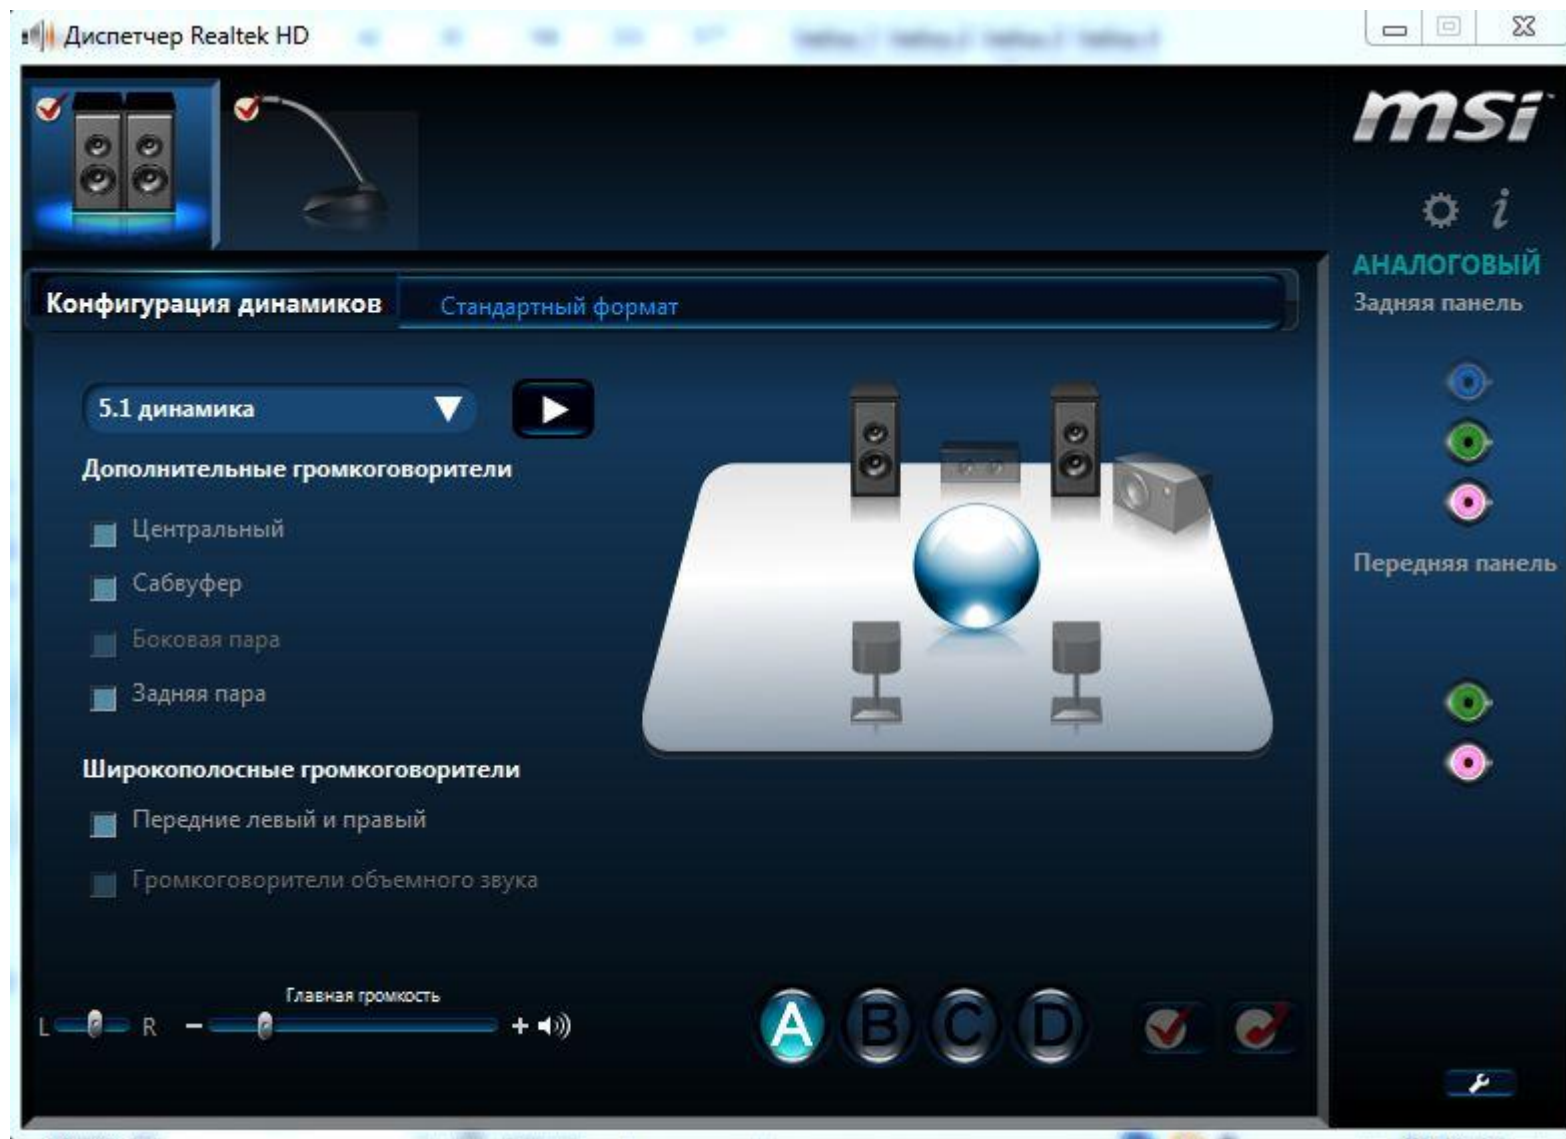 Диспетчер Realtek HD
msi
АНАЛОГОВЫЙ
Задняя панель
Конфигурация динамиков
Стандартный формат
5.1 динамика
Дополнительные громкоговорители
Центральный
Сабвуфер
Боковая пара
Задняя пара
Широкополосные громкоговорители
Передние левый и правый
Громкоговорители объемного звука
Передняя панель
Главная громкость
L R - +
A B C D